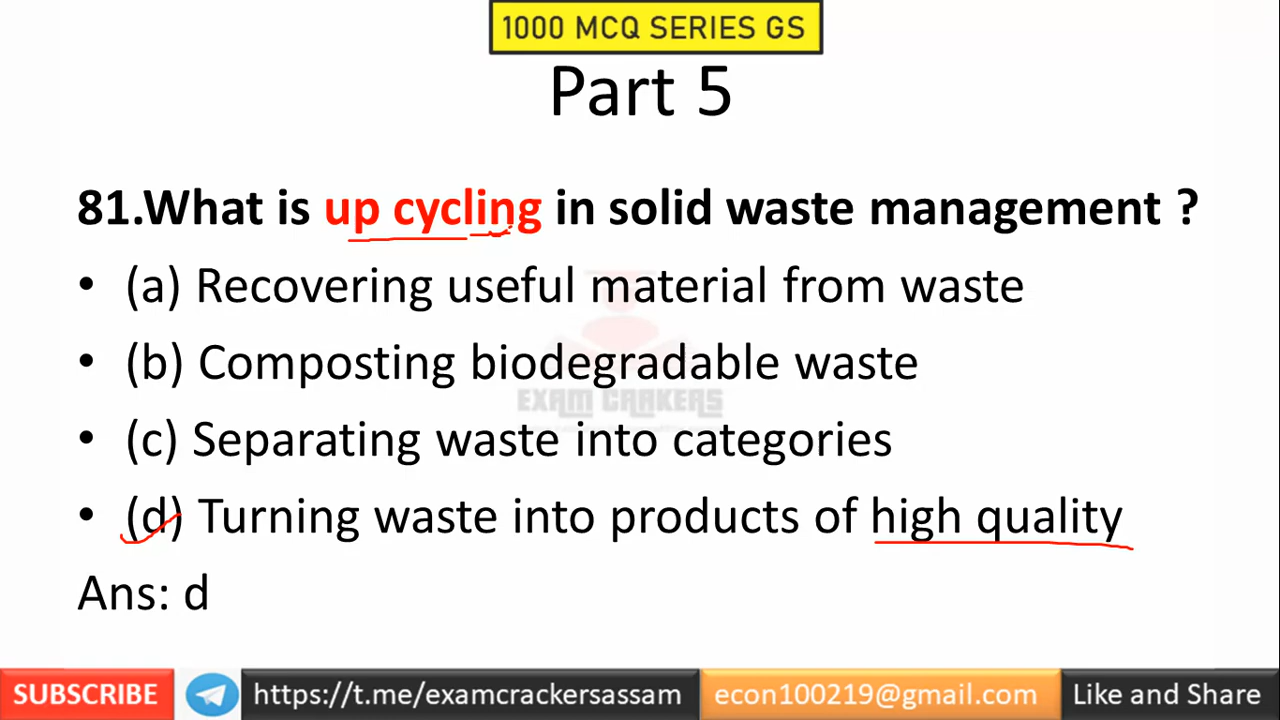 1000 MCQ SERIES GS
Part 5
81.What is up cycling in solid waste management ?
• (a) Recovering useful material from waste
• (b) Composting biodegradable waste
EXAM CRAKERS
• (c) Separating waste into categories
• (d) Turning waste into products of high quality
Ans: d
SUBSCRIBE https://t.me/examcrackersassam econ100219@gmail.com Like and Share